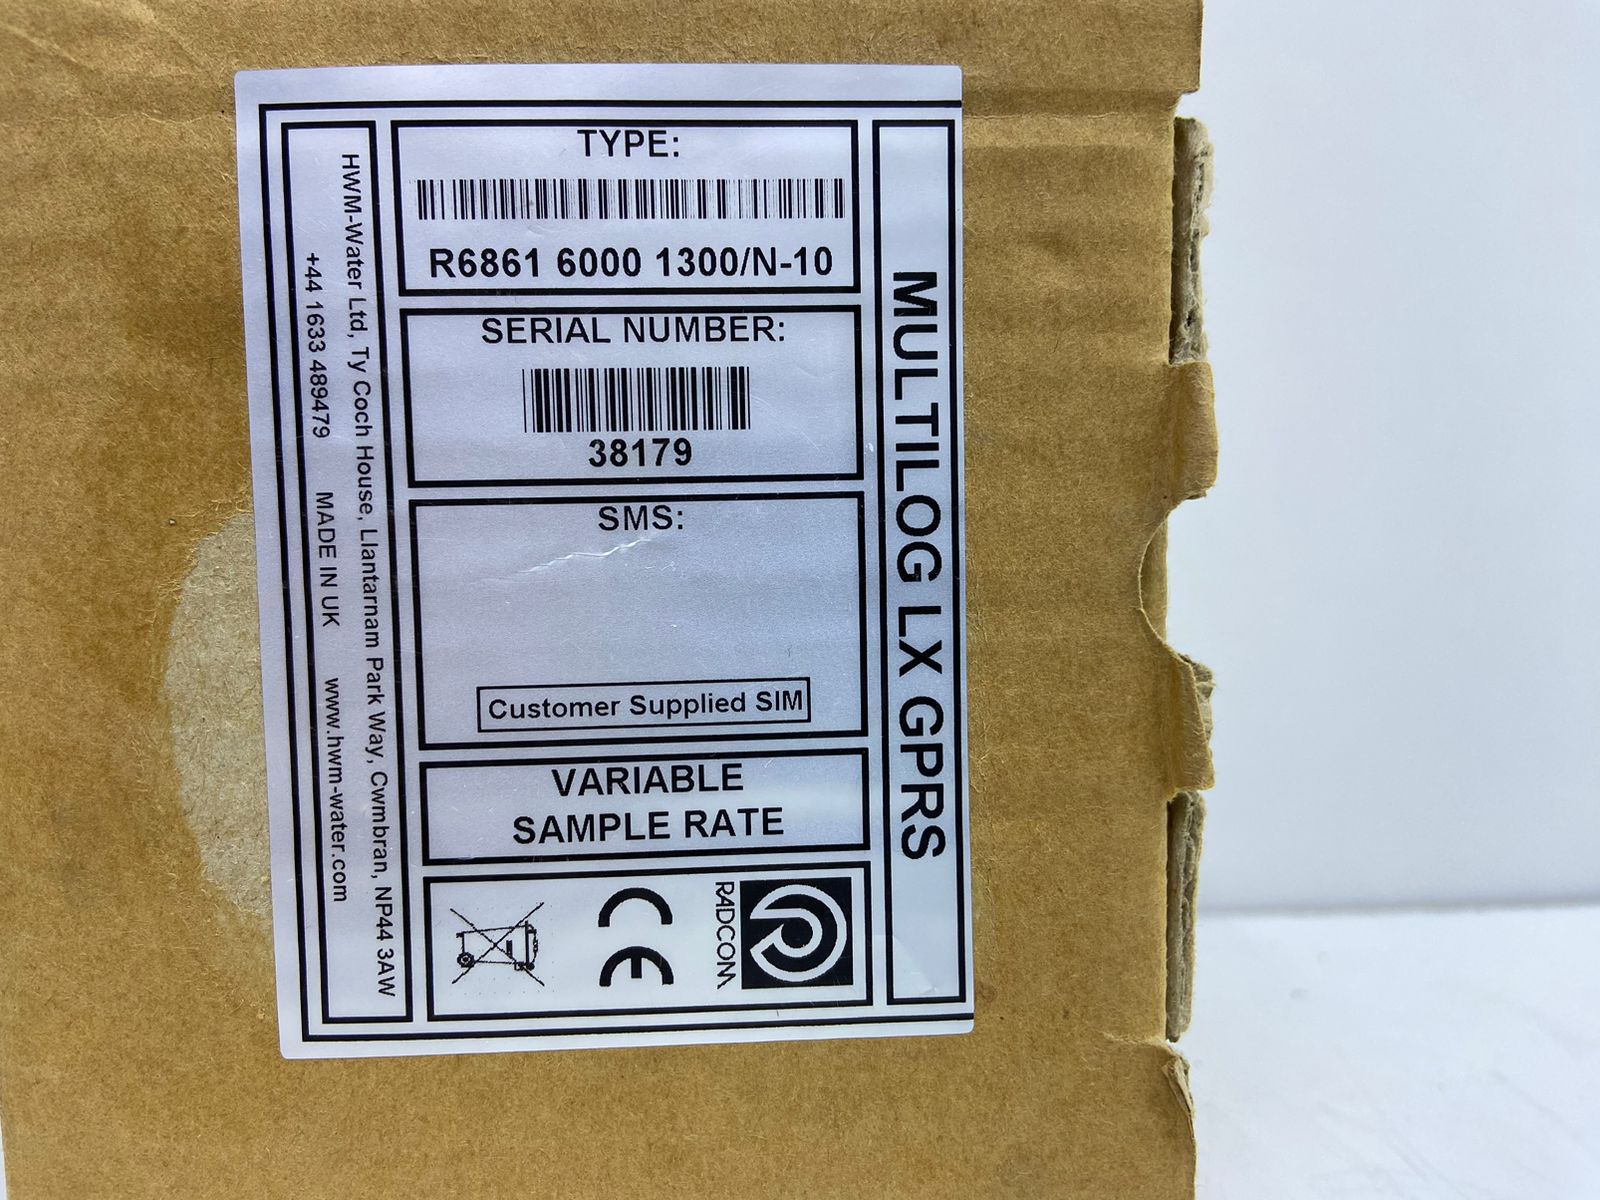 MULTILOG LX GPRS
TYPE:
R6861 6000 1300/N-10
SERIAL NUMBER:
38179
SMS:
Customer Supplied SIM
VARIABLE
SAMPLE RATE
RADCOM
CE
HWM-Water Ltd, Ty Coch House, Llantarnam Park Way, Cwmbran, NP44 3AW
+44 1633 489479 MADE IN UK www.hwm-water.com